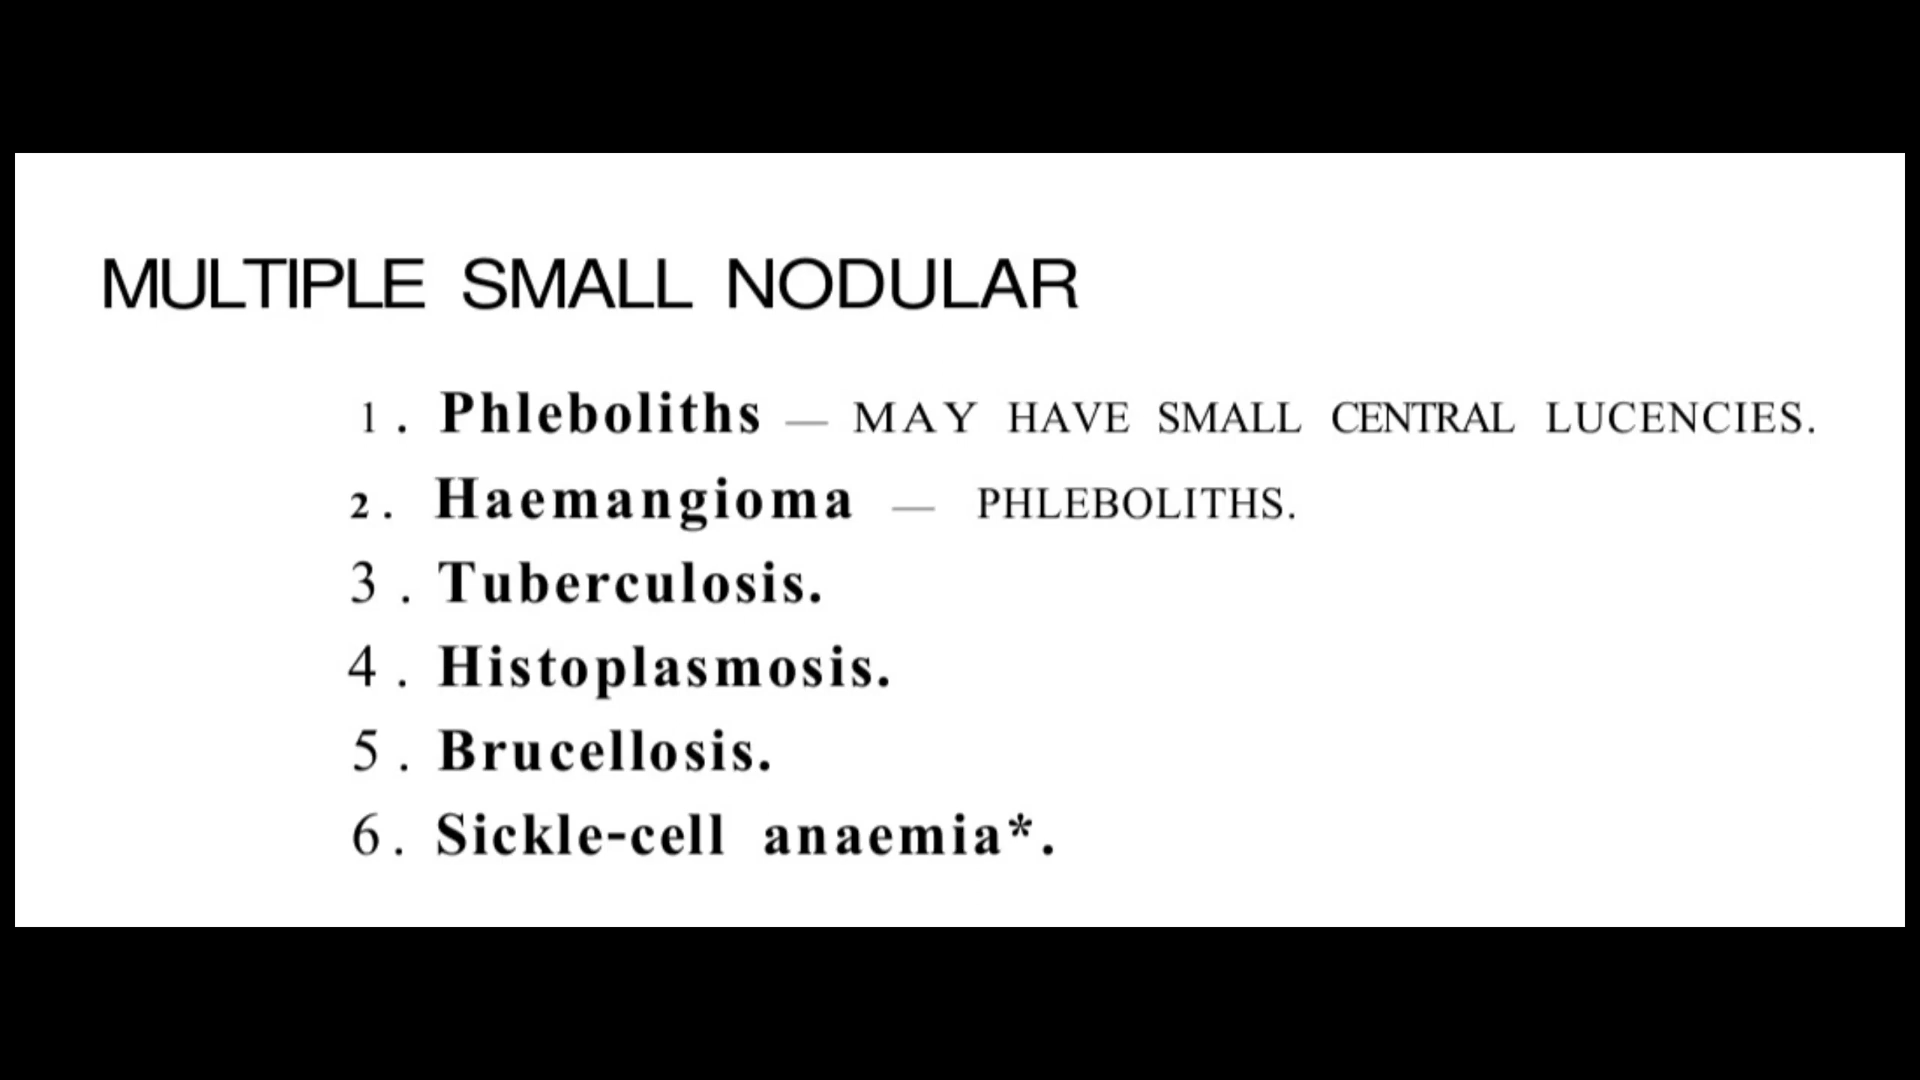 MULTIPLE SMALL NODULAR
1. Phleboliths — MAY HAVE SMALL CENTRAL LUCENCIES.
2. Haemangioma — PHLEBOLITHS.
3. Tuberculosis.
4. Histoplasmosis.
5. Brucellosis.
6. Sickle-cell anaemia*.